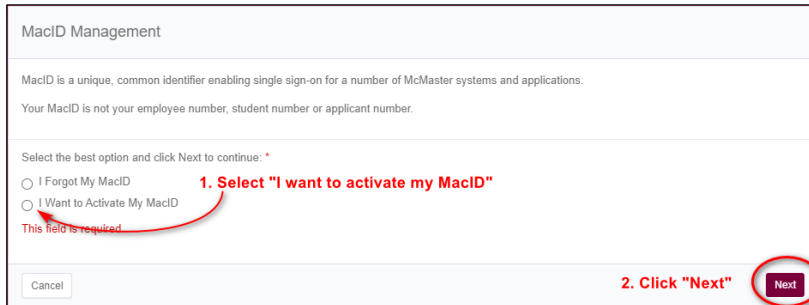 MacID Management
MacID is a unique, common identifier enabling single sign-on for a number of McMaster systems and applications.
Your MacID is not your employee number, student number or applicant number.
Select the best option and click Next to continue: *
I Forgot My MacID
1. Select "I want to activate my MacID"
I Want to Activate My MacID
This field is required.
Cancel
2. Click "Next"
Next